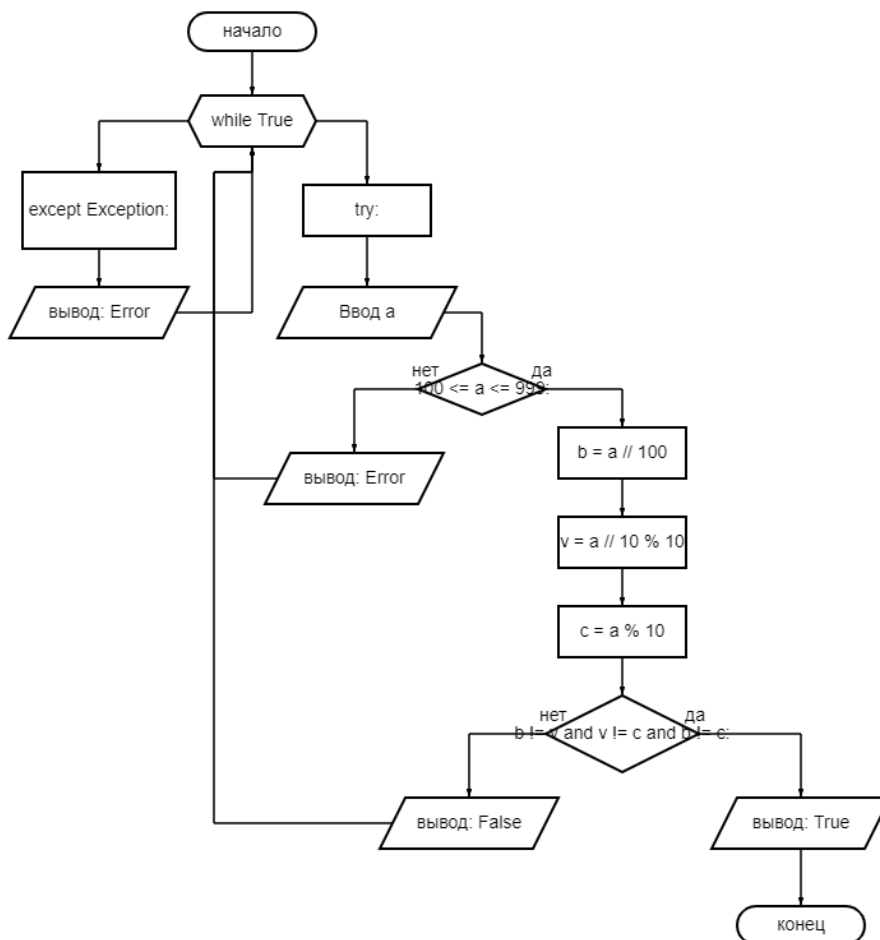 начало
while True
except Exception:
try:
вывод: Error
Ввод a
нет
да
100 <= a <= 999:
b = a // 100
вывод: Error
v = a // 10 % 10
c = a % 10
нет
да
b != v and v != c and b != c:
вывод: False
вывод: True
конец